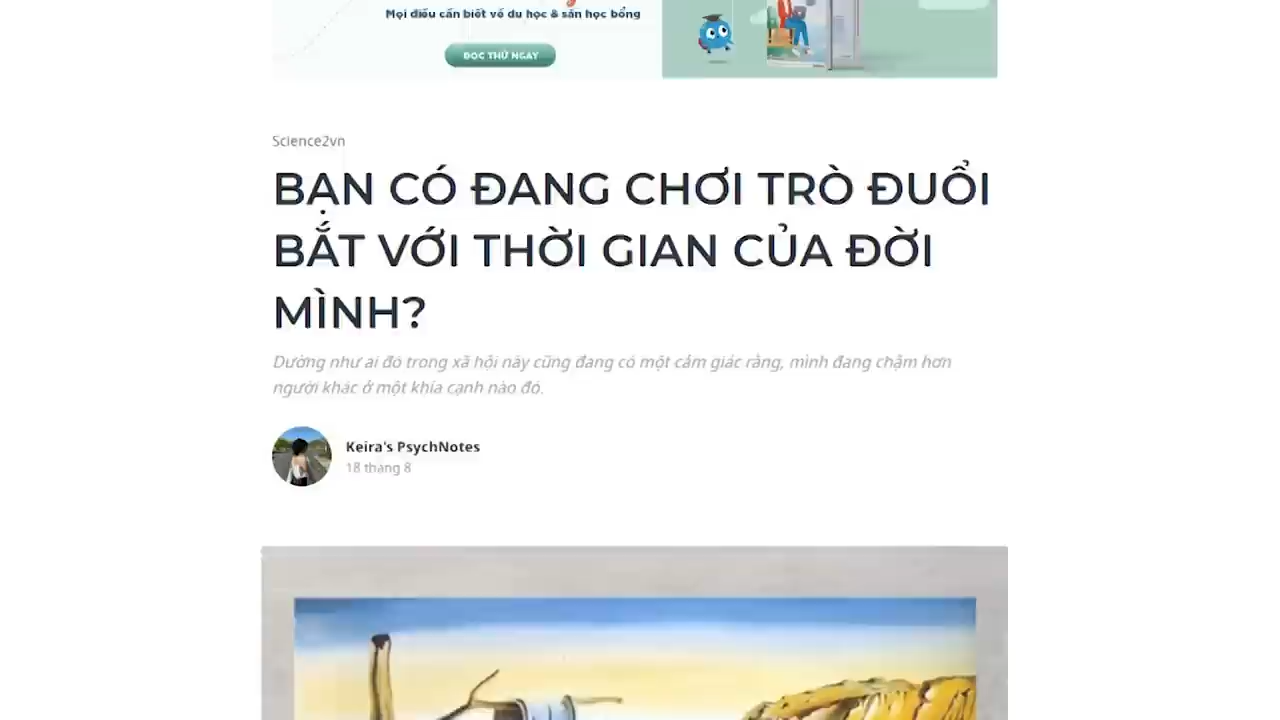 Mọi điều cần biết về du học & săn học bổng
ĐỌC THỬ NGAY
Science2vn
BẠN CÓ ĐANG CHƠI TRÒ ĐUỔI
BẮT VỚI THỜI GIAN CỦA ĐỜI
MÌNH?
Dường như ai đó trong xã hội này cũng đang có một cảm giác rằng, mình đang chậm hơn
người khác ở một khía cạnh nào đó.
Keira's PsychNotes
18 tháng 8